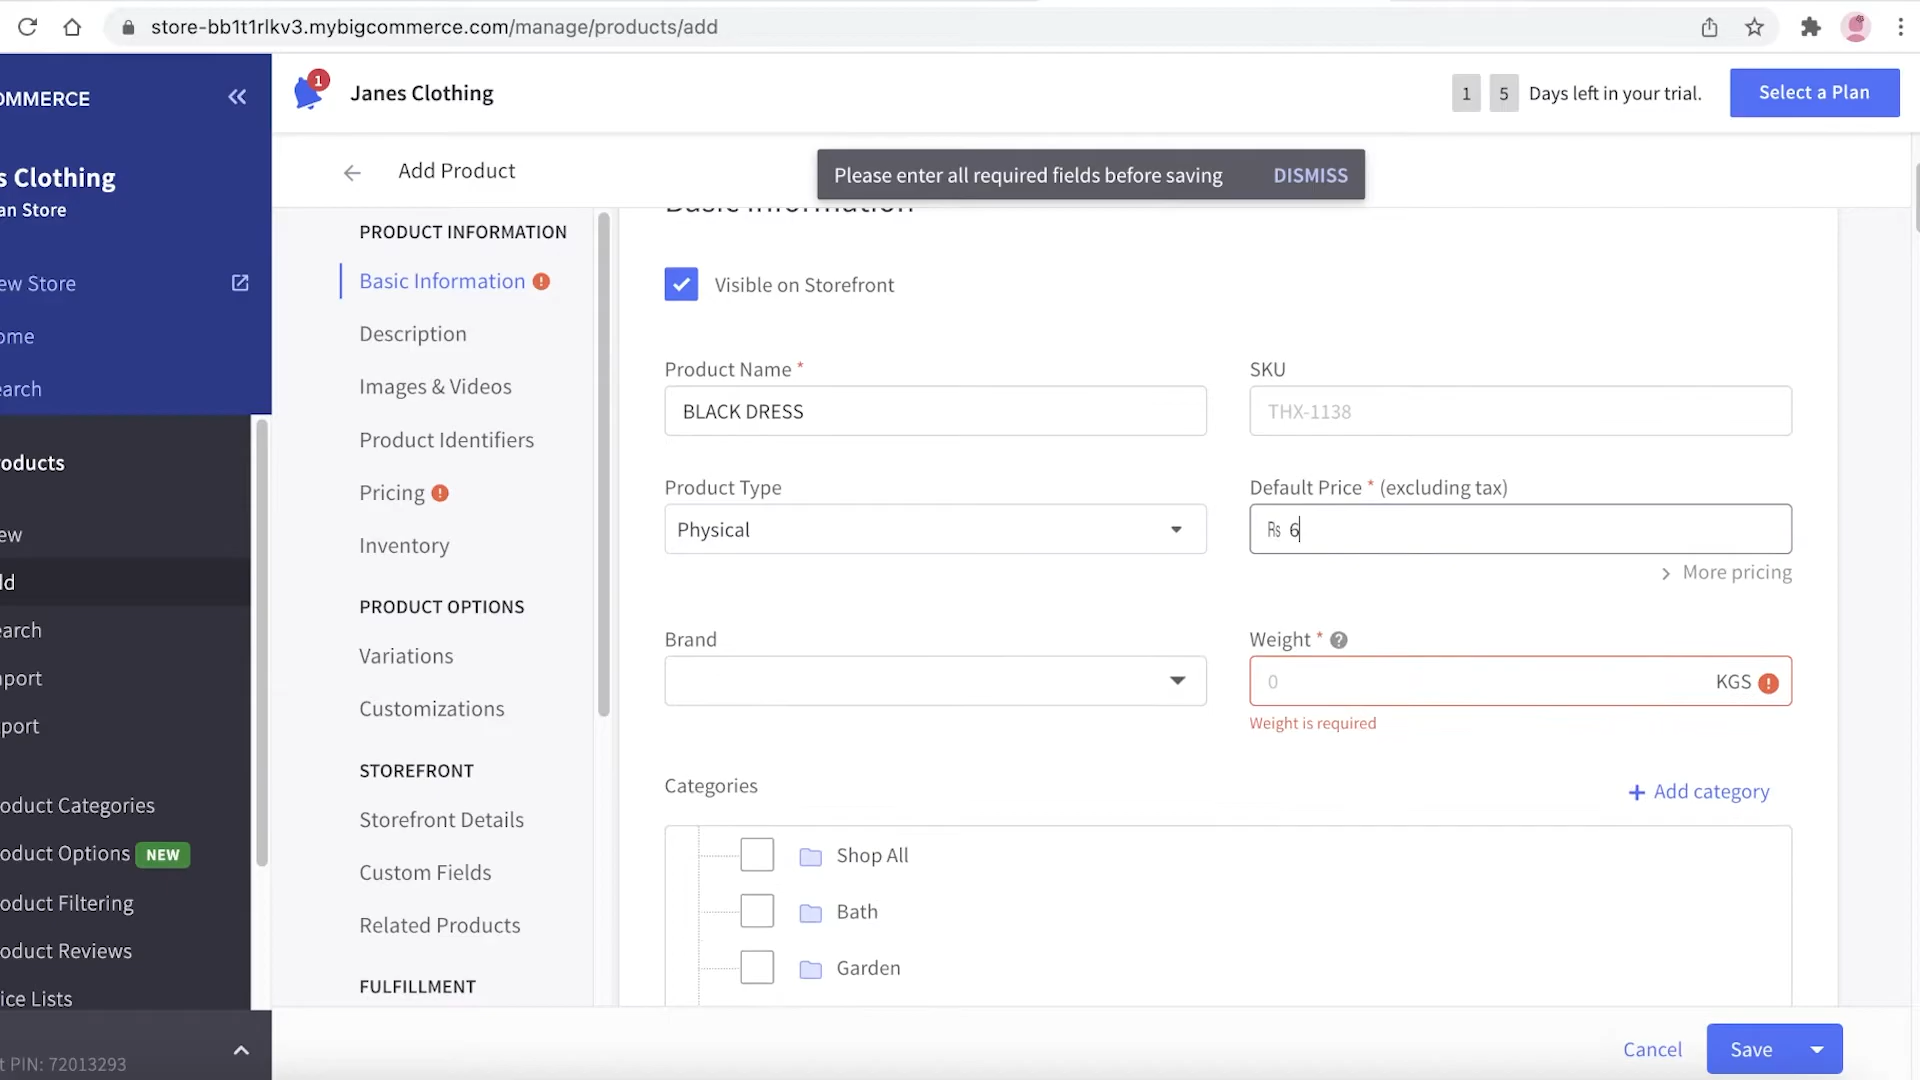 store-bb1t1rlkv3.mybigcommerce.com/manage/products/add
OMMERCE
1
Janes Clothing
1 5 Days left in your trial.
Select a Plan
s Clothing
an Store
ew Store
ome
earch
oducts
ew
ld
earch
mport
port
oduct Categories
oduct Options NEW
oduct Filtering
oduct Reviews
ice Lists
t PIN: 72013293
Add Product
Please enter all required fields before saving DISMISS
PRODUCT INFORMATION
Basic Information
Description
Images & Videos
Product Identifiers
Pricing
Inventory
PRODUCT OPTIONS
Variations
Customizations
STOREFRONT
Storefront Details
Custom Fields
Related Products
FULFILLMENT
Basic Information
Visible on Storefront
Product Name *
BLACK DRESS
SKU
THX-1138
Product Type
Physical
Default Price * (excluding tax)
₨ 6
More pricing
Brand
Weight *
0 KGS
Weight is required
Categories
+ Add category
Shop All
Bath
Garden
Cancel
Save